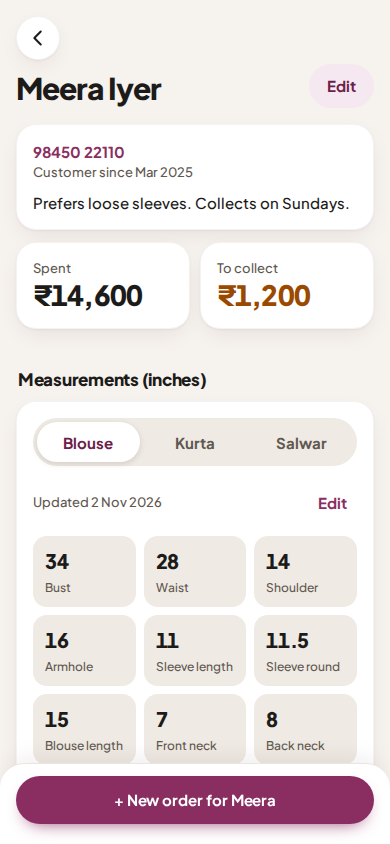 Meera Iyer
Edit
98450 22110
Customer since Mar 2025
Prefers loose sleeves. Collects on Sundays.
Spent
₹14,600
To collect
₹1,200
Measurements (inches)
Blouse Kurta Salwar
Updated 2 Nov 2026
Edit
34 28 14
Bust Waist Shoulder
16 11 11.5
Armhole Sleeve length Sleeve round
15 7 8
Blouse length Front neck Back neck
+ New order for Meera